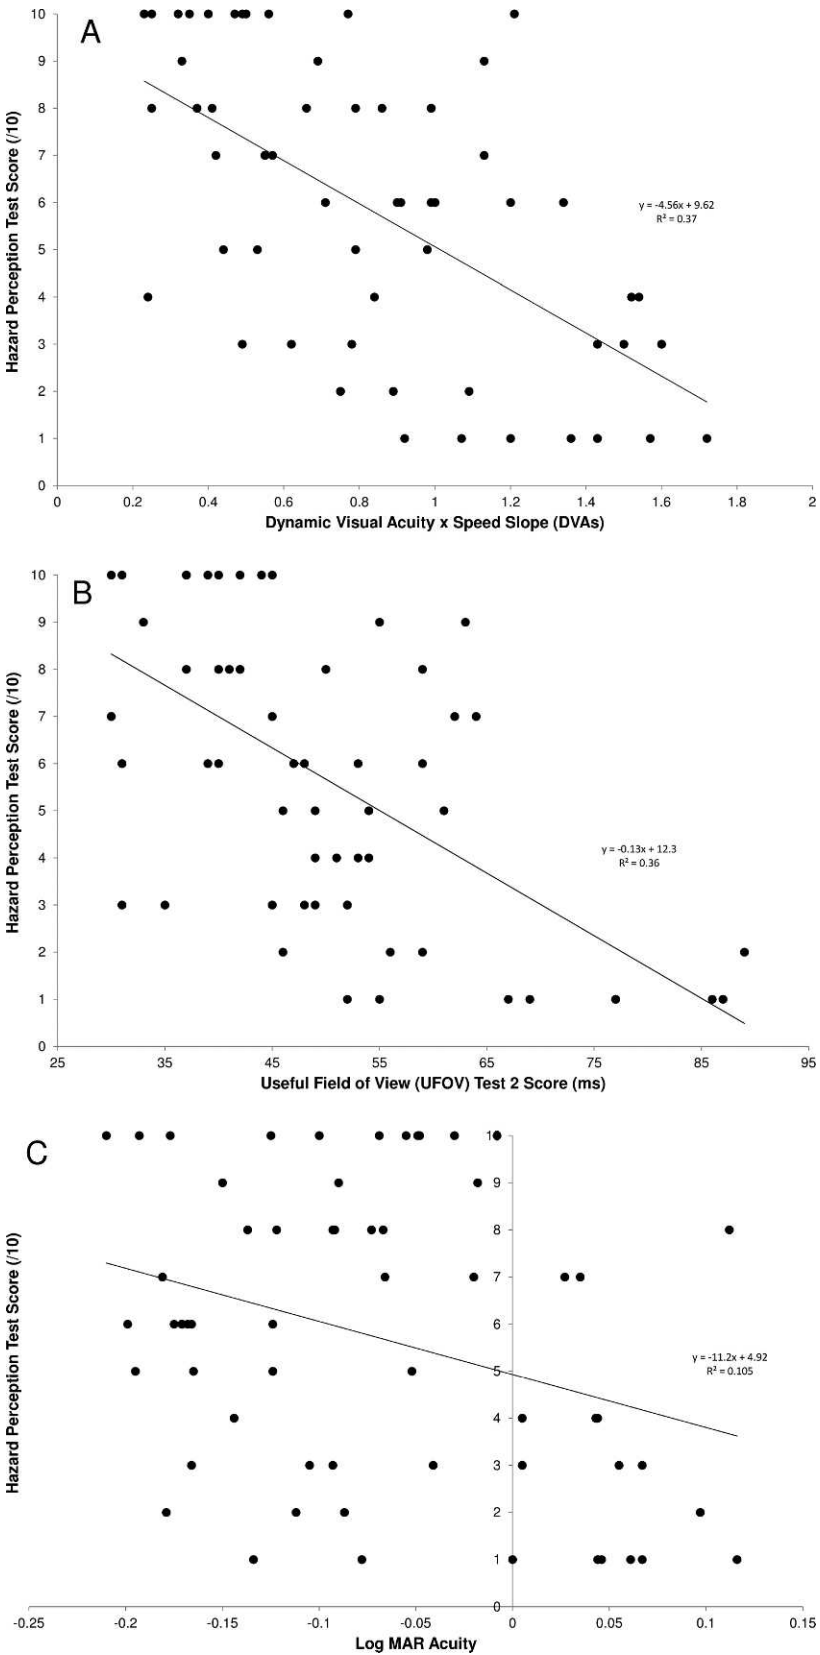 A
Hazard Perception Test Score (/10)
10
9
8
7
6
5
4
3
2
1
0
y = -4.56x + 9.62
R² = 0.37
0 0.2 0.4 0.6 0.8 1 1.2 1.4 1.6 1.8 2
Dynamic Visual Acuity x Speed Slope (DVAs)
B
Hazard Perception Test Score (/10)
10
9
8
7
6
5
4
3
2
1
0
y = -0.13x + 12.3
R² = 0.36
25 35 45 55 65 75 85 95
Useful Field of View (UFOV) Test 2 Score (ms)
C
Hazard Perception Test Score (/10)
10
9
8
7
6
5
4
3
2
1
0
y = -11.2x + 4.92
R² = 0.105
-0.25 -0.2 -0.15 -0.1 -0.05 0 0.05 0.1 0.15
Log MAR Acuity